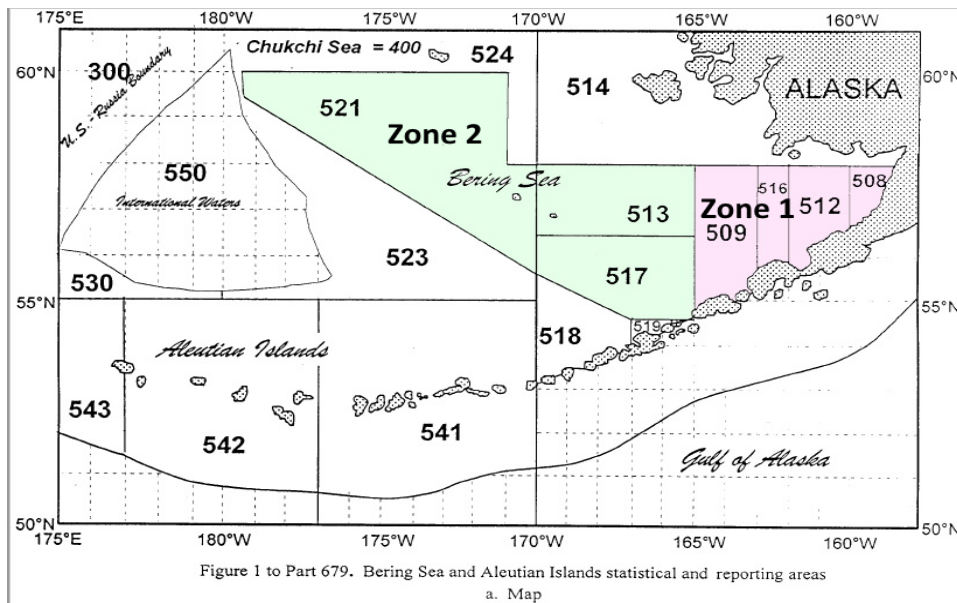 175°E 180°W 175°W 170°W 165°W 160°W
Chukchi Sea = 400
524
60°N
300
U.S.-Russia Boundary
514
ALASKA
60°N
521
Zone 2
550
International Waters
Bering Sea
513
Zone 1
516
508
512
509
523
517
530
55°N
518
519
55°N
Aleutian Islands
543
542
541
Gulf of Alaska
50°N
50°N
175°E 180°W 175°W 170°W 165°W 160°W
Figure 1 to Part 679. Bering Sea and Aleutian Islands statistical and reporting areas
a. Map